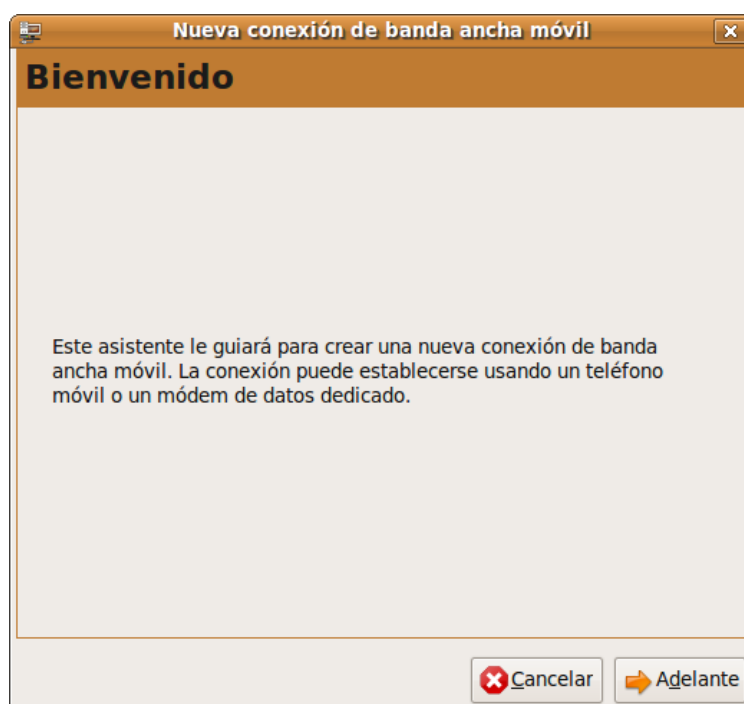 Nueva conexión de banda ancha móvil
Bienvenido
Este asistente le guiará para crear una nueva conexión de banda
ancha móvil. La conexión puede establecerse usando un teléfono
móvil o un módem de datos dedicado.
Cancelar
Adelante